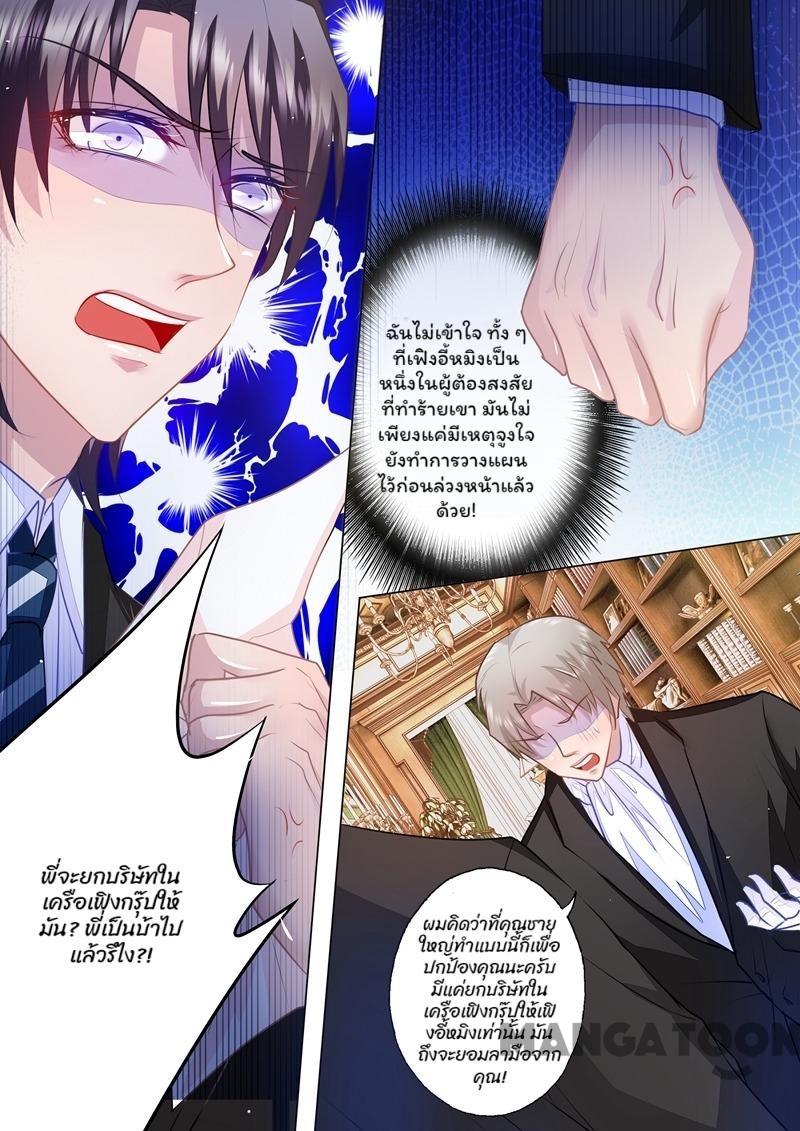 ฉันไม่เข้าใจ ทั้ง ๆ
ที่เฟิงอี้หมิงเป็น
หนึ่งในผู้ต้องสงสัย
ที่ทำร้ายเขา มันไม่
เพียงแค่มีเหตุจูงใจ
ยังทำการวางแผน
ไว้ก่อนล่วงหน้าแล้ว
ด้วย!
พี่จะยกบริษัทใน
เครือเฟิงกรุ๊ปให้
มัน? พี่เป็นบ้าไป
แล้วรึไง?!
ผมคิดว่าที่คุณชาย
ใหญ่ทำแบบนี้ก็เพื่อ
ปกป้องคุณนะครับ
มีแค่ยกบริษัทใน
เครือเฟิงกรุ๊ปให้เฟิ
งอี้หมิงเท่านั้น มัน
ถึงจะยอมลามือจาก
คุณ!
MANGATOON